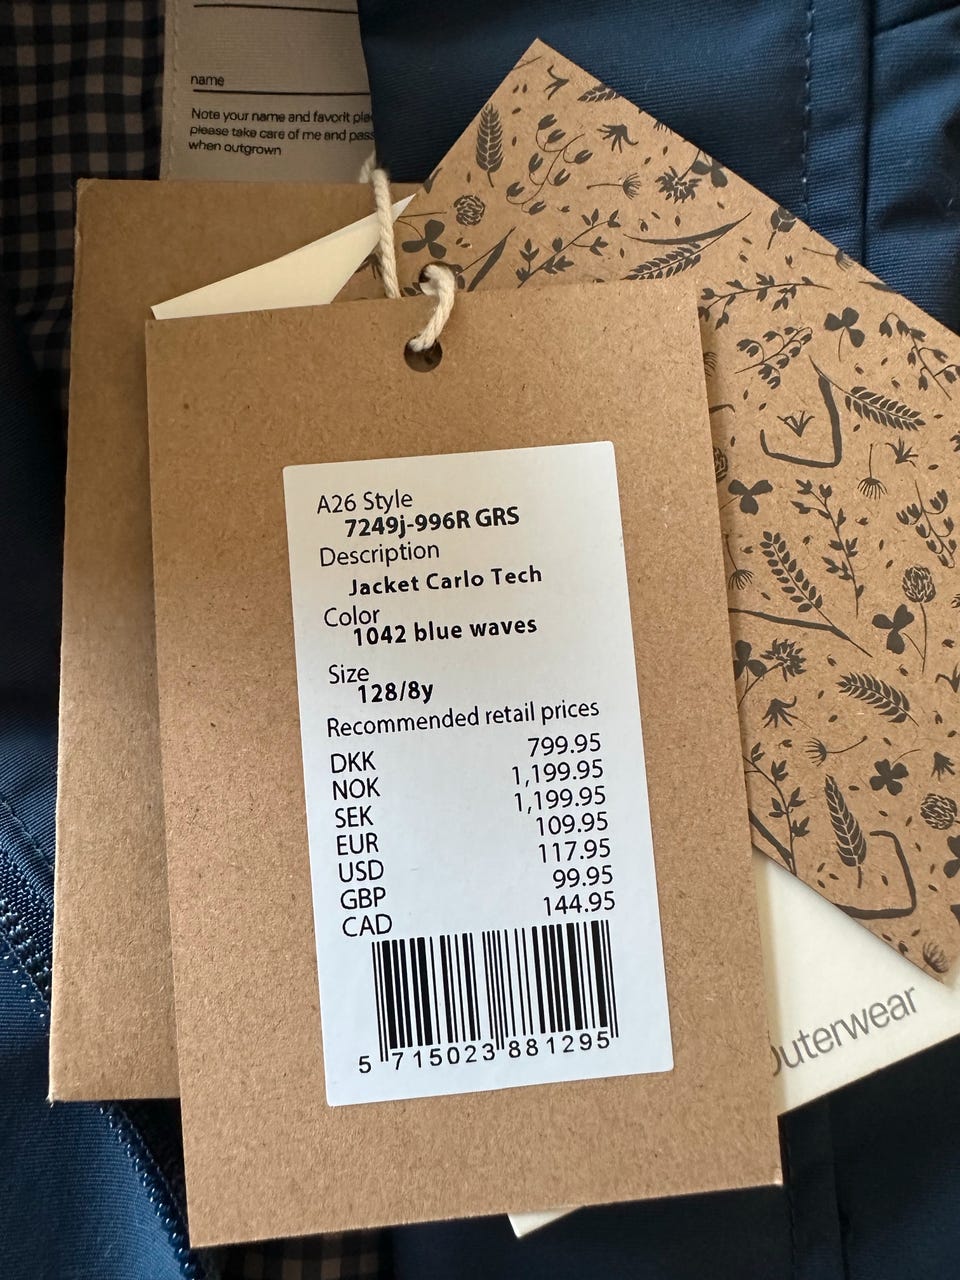 name
Note your name and favorit
please take care of me and pass
when outgrown
A26 Style
7249j-996R GRS
Description
Jacket Carlo Tech
Color
1042 blue waves
Size
128/8y
Recommended retail prices
DKK 799.95
NOK 1,199.95
SEK 1,199.95
EUR 109.95
USD 117.95
GBP 99.95
CAD 144.95
5 715023 881295
outerwear